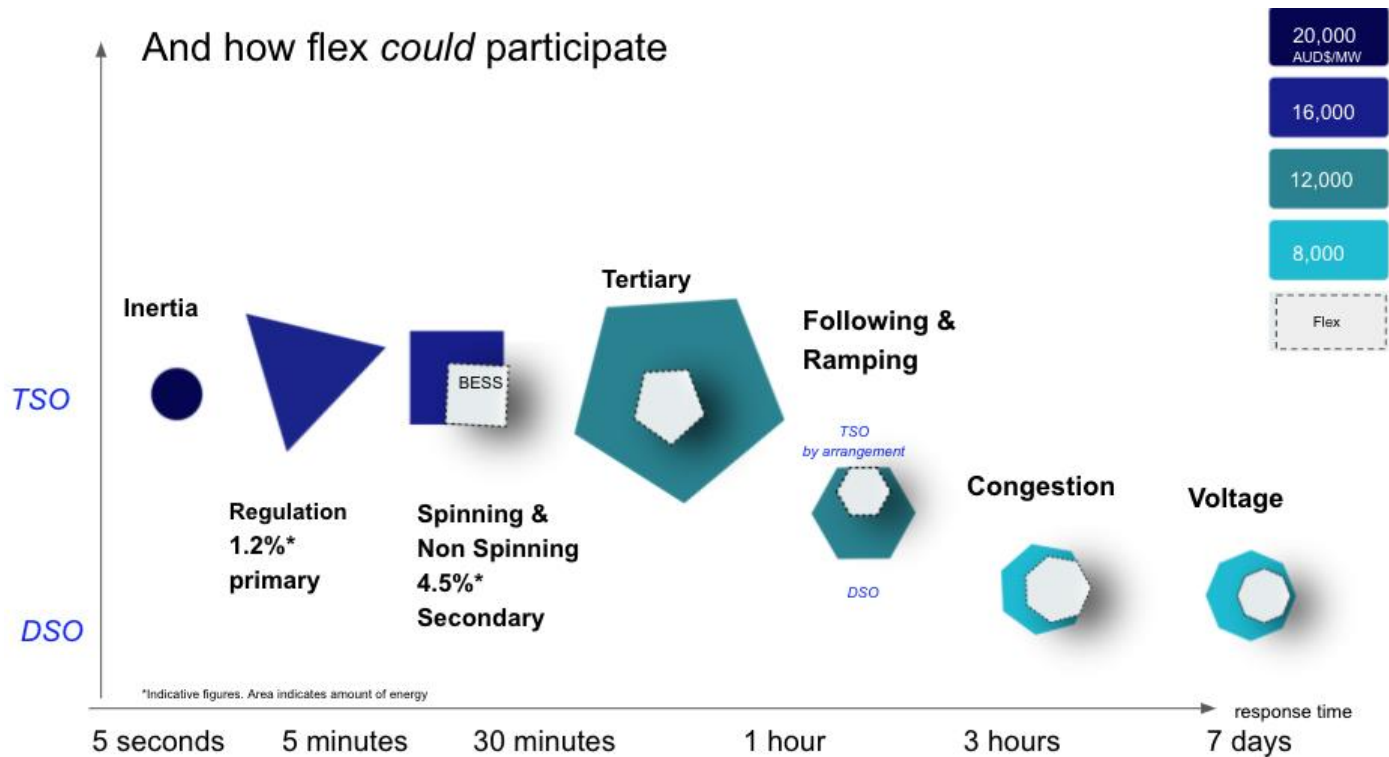 And how flex could participate
20,000
AUD$/MW
16,000
12,000
8,000
Flex
Inertia
Tertiary
Following &
Ramping
TSO
BESS
TSO
by arrangement
Congestion
Voltage
Regulation
1.2%*
primary
Spinning &
Non Spinning
4.5%*
Secondary
DSO
DSO
*Indicative figures. Area indicates amount of energy
response time
5 seconds
5 minutes
30 minutes
1 hour
3 hours
7 days